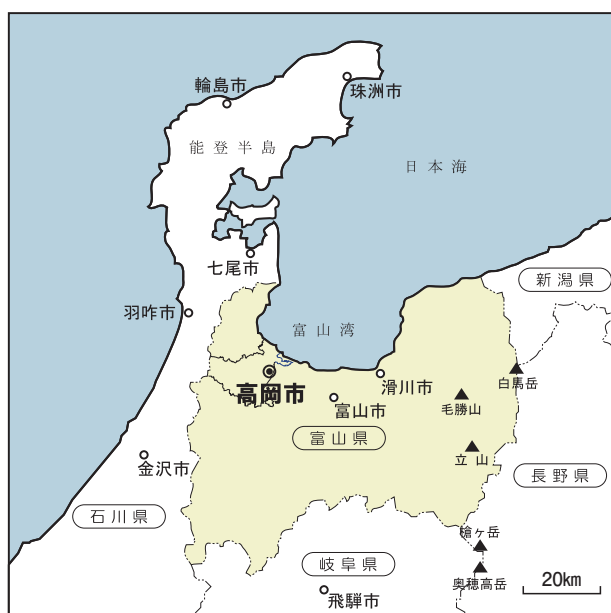 輪島市
珠洲市
能登半島
日本海
七尾市
新潟県
羽咋市
富山湾
白馬岳
高岡市
滑川市
毛勝山
富山市
富山県
立山
金沢市
長野県
石川県
槍ヶ岳
岐阜県
奥穂高岳
20km
飛騨市